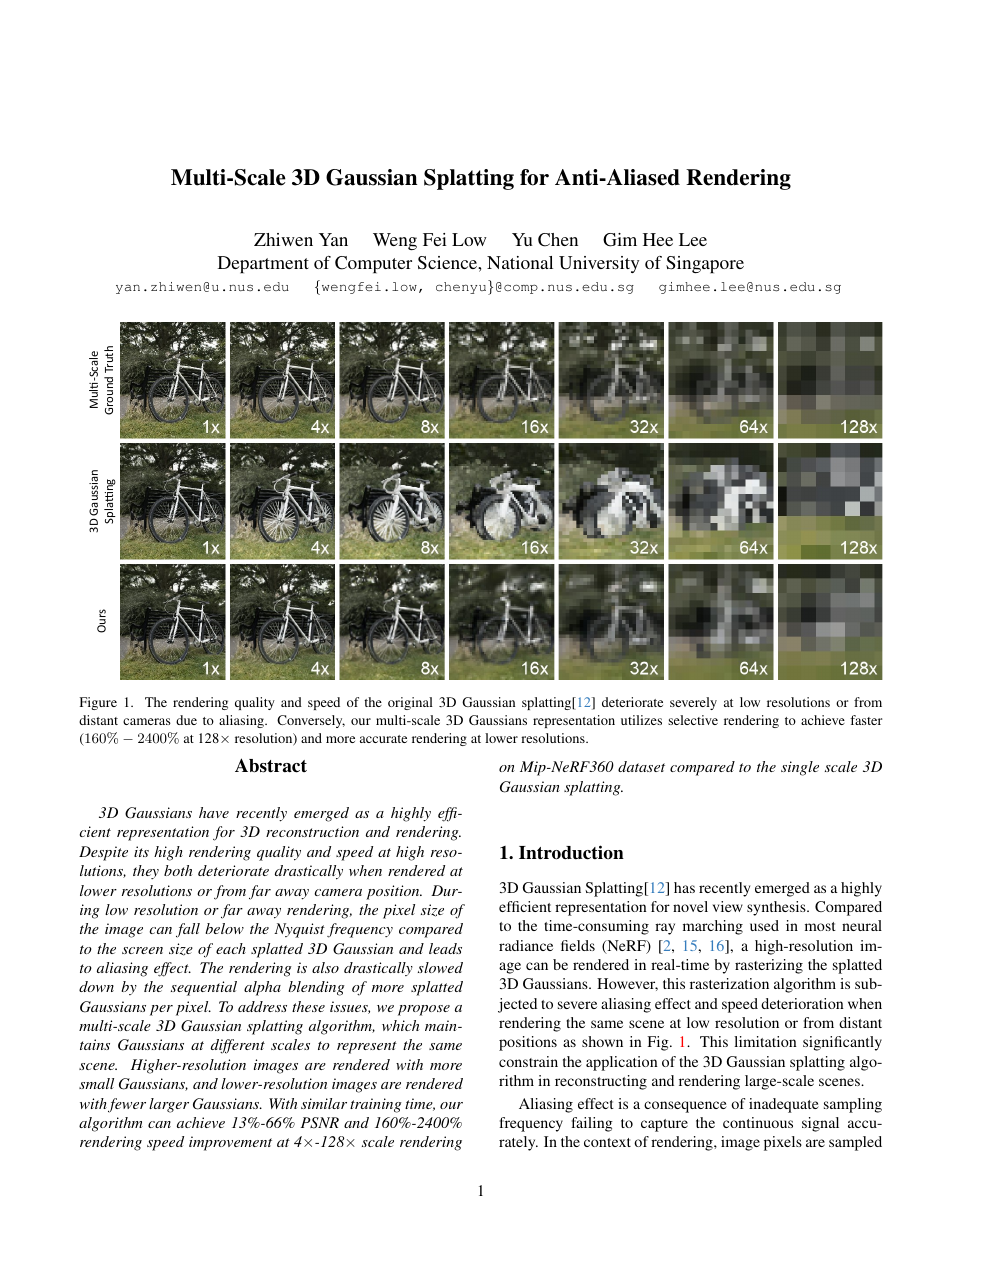 Multi-Scale 3D Gaussian Splatting for Anti-Aliased Rendering
Zhiwen Yan Weng Fei Low Yu Chen Gim Hee Lee
Department of Computer Science, National University of Singapore
yan.zhiwen@u.nus.edu {wengfei.low, chenyu}@comp.nus.edu.sg gimhee.lee@nus.edu.sg
Multi-Scale
Ground Truth
1x 4x 8x 16x 32x 64x 128x
3D Gaussian
Splatting
1x 4x 8x 16x 32x 64x 128x
Ours
1x 4x 8x 16x 32x 64x 128x
Figure 1. The rendering quality and speed of the original 3D Gaussian splatting[12] deteriorate severely at low resolutions or from
distant cameras due to aliasing. Conversely, our multi-scale 3D Gaussians representation utilizes selective rendering to achieve faster
(160% − 2400% at 128× resolution) and more accurate rendering at lower resolutions.
Abstract
3D Gaussians have recently emerged as a highly effi-
cient representation for 3D reconstruction and rendering.
Despite its high rendering quality and speed at high reso-
lutions, they both deteriorate drastically when rendered at
lower resolutions or from far away camera position. Dur-
ing low resolution or far away rendering, the pixel size of
the image can fall below the Nyquist frequency compared
to the screen size of each splatted 3D Gaussian and leads
to aliasing effect. The rendering is also drastically slowed
down by the sequential alpha blending of more splatted
Gaussians per pixel. To address these issues, we propose a
multi-scale 3D Gaussian splatting algorithm, which main-
tains Gaussians at different scales to represent the same
scene. Higher-resolution images are rendered with more
small Gaussians, and lower-resolution images are rendered
with fewer larger Gaussians. With similar training time, our
algorithm can achieve 13%-66% PSNR and 160%-2400%
rendering speed improvement at 4×-128× scale rendering
on Mip-NeRF360 dataset compared to the single scale 3D
Gaussian splatting.
1. Introduction
3D Gaussian Splatting[12] has recently emerged as a highly
efficient representation for novel view synthesis. Compared
to the time-consuming ray marching used in most neural
radiance fields (NeRF) [2, 15, 16], a high-resolution im-
age can be rendered in real-time by rasterizing the splatted
3D Gaussians. However, this rasterization algorithm is sub-
jected to severe aliasing effect and speed deterioration when
rendering the same scene at low resolution or from distant
positions as shown in Fig. 1. This limitation significantly
constrain the application of the 3D Gaussian splatting algo-
rithm in reconstructing and rendering large-scale scenes.
Aliasing effect is a consequence of inadequate sampling
frequency failing to capture the continuous signal accu-
rately. In the context of rendering, image pixels are sampled
1